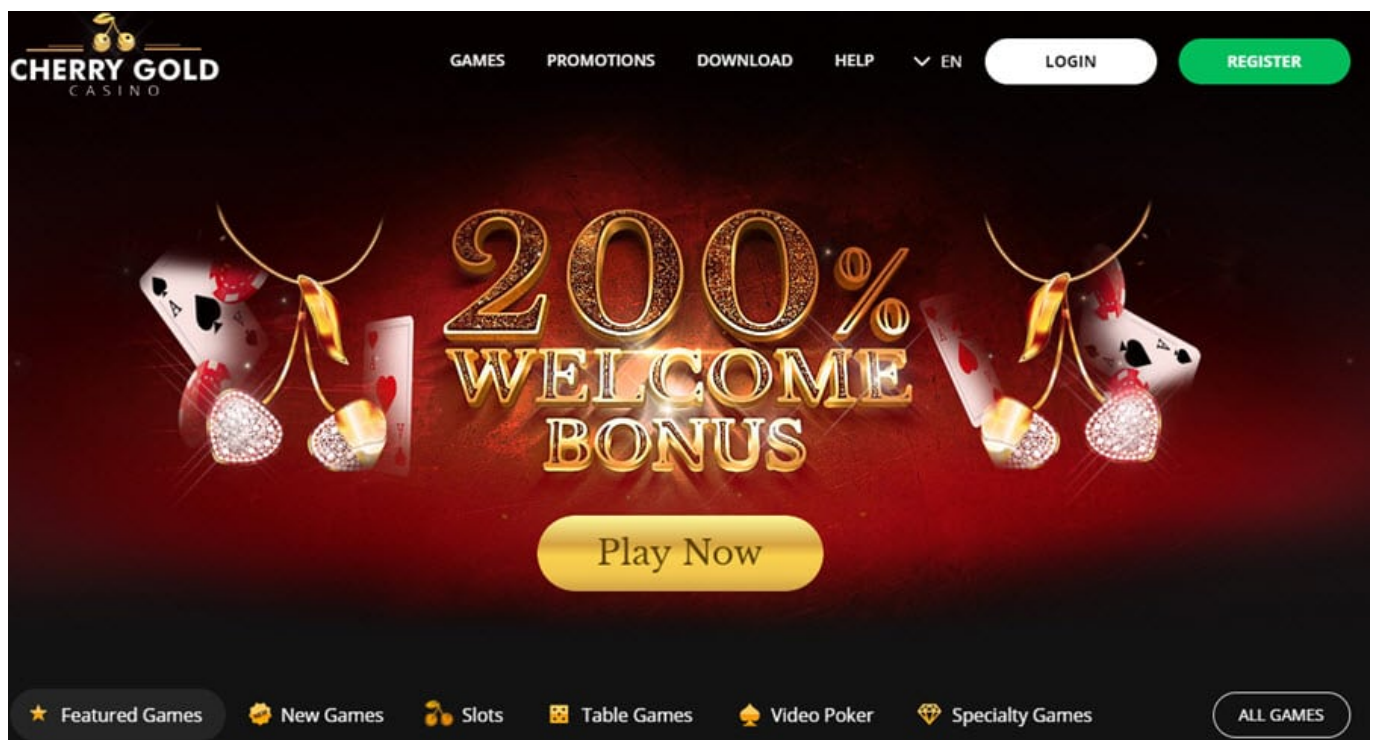 CHERRY GOLD
CASINO
GAMES PROMOTIONS DOWNLOAD HELP EN LOGIN REGISTER
200%
WELCOME
BONUS
Play Now
Featured Games New Games Slots Table Games Video Poker Specialty Games ALL GAMES